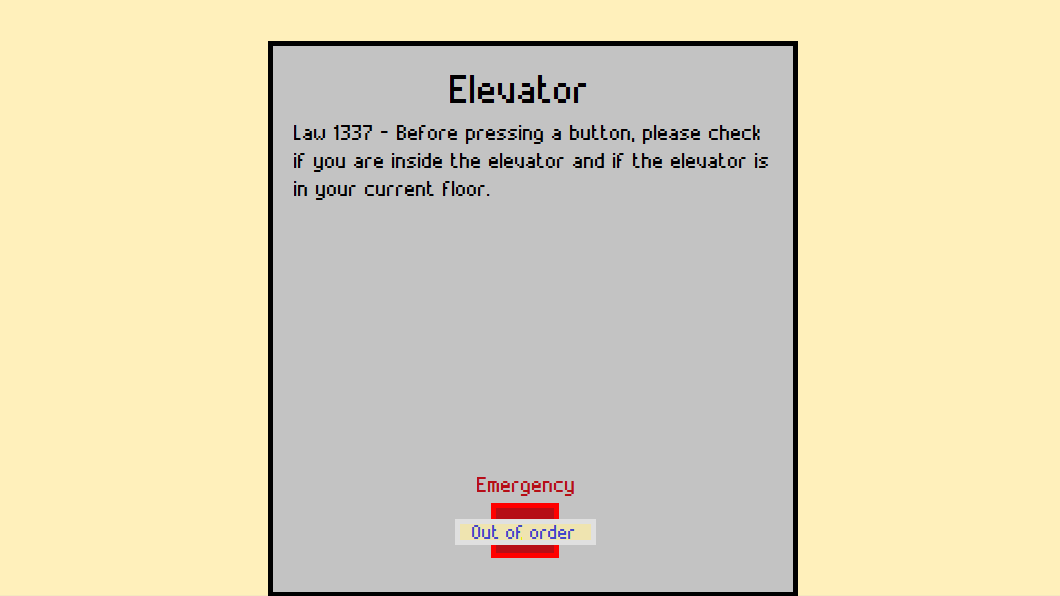 Elevator
Law 1337 - Before pressing a button, please check
if you are inside the elevator and if the elevator is
in your current floor.
Emergency
Out of order